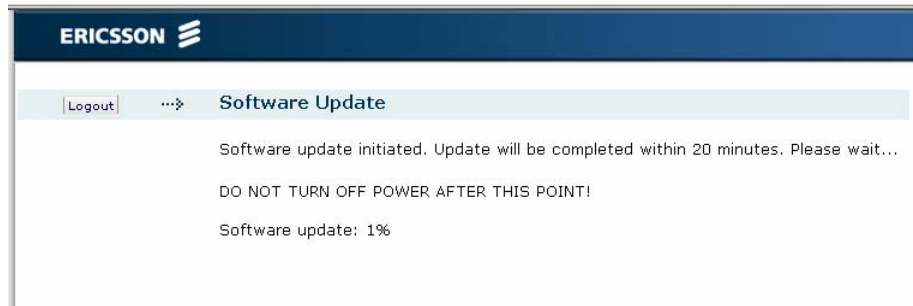 ERICSSON
Logout
Software Update
Software update initiated. Update will be completed within 20 minutes. Please wait...
DO NOT TURN OFF POWER AFTER THIS POINT!
Software update: 1%